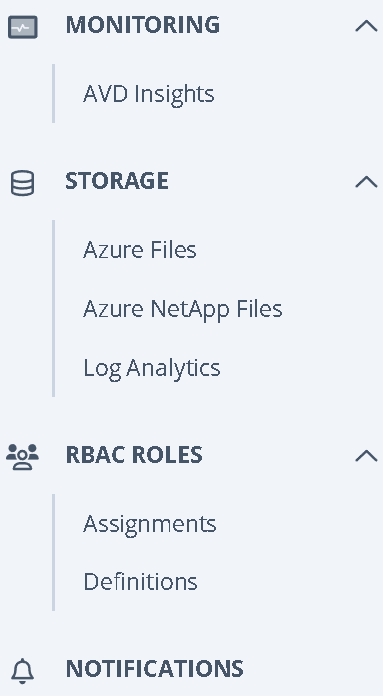 MONITORING
AVD Insights
STORAGE
Azure Files
Azure NetApp Files
Log Analytics
RBAC ROLES
Assignments
Definitions
NOTIFICATIONS